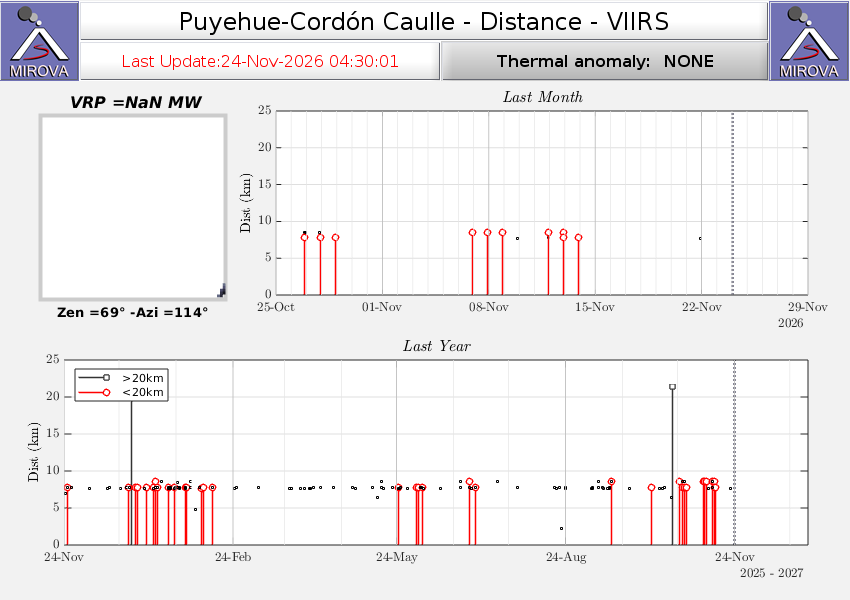 Puyehue-Cordón Caulle - Distance - VIIRS
MIROVA
Last Update:24-Nov-2026 04:30:01
Thermal anomaly: NONE
MIROVA
VRP =NaN MW
Zen =69° -Azi =114°
Last Month
Dist (km)
25
20
15
10
5
0
25-Oct
01-Nov
08-Nov
15-Nov
22-Nov
29-Nov
2026
Last Year
Dist (km)
25
20
15
10
5
0
>20km
<20km
24-Nov
24-Feb
24-May
24-Aug
24-Nov
2025 - 2027